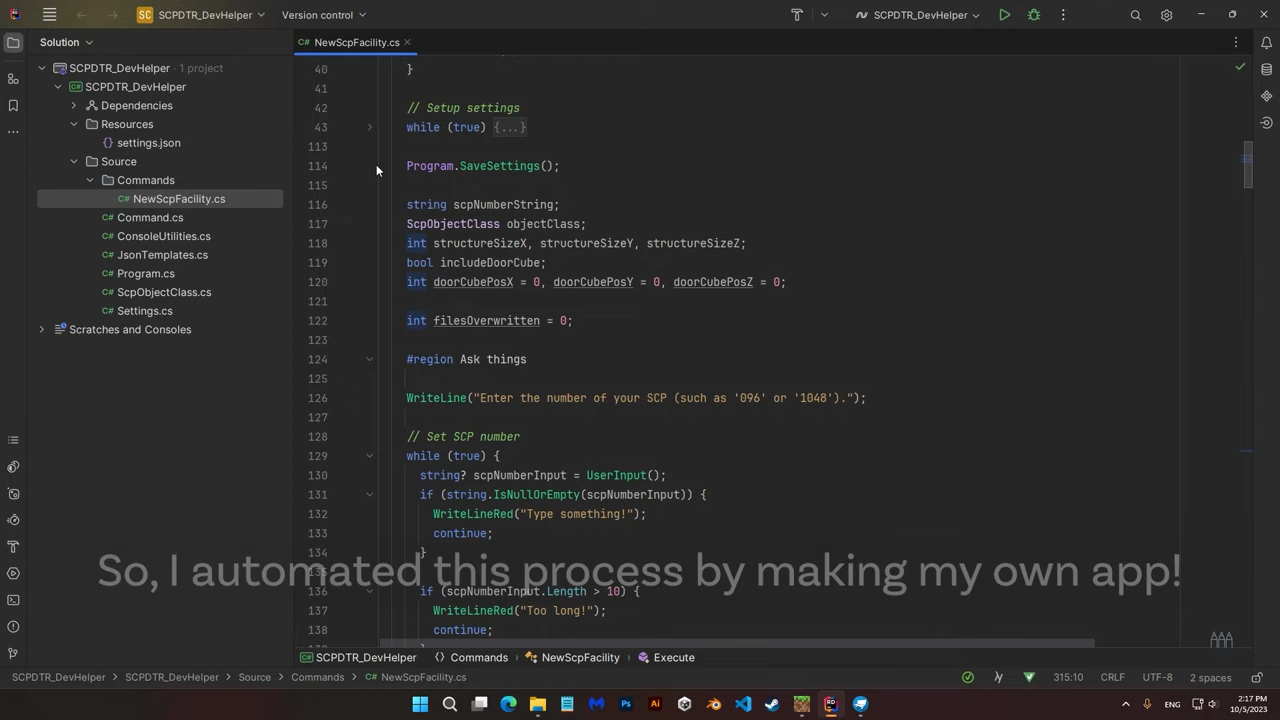 SC SCPDTR_DevHelper Version control SCPDTR_DevHelper
Solution
C# NewScpFacility.cs
SCPDTR_DevHelper · 1 project
SCPDTR_DevHelper
Dependencies
Resources
settings.json
Source
Commands
C# NewScpFacility.cs
C# Command.cs
C# ConsoleUtilities.cs
C# JsonTemplates.cs
C# Program.cs
C# ScpObjectClass.cs
C# Settings.cs
Scratches and Consoles
40 }
41
42 // Setup settings
43 while (true) {...}
113
114 Program.SaveSettings();
115
116 string scpNumberString;
117 ScpObjectClass objectClass;
118 int structureSizeX, structureSizeY, structureSizeZ;
119 bool includeDoorCube;
120 int doorCubePosX = 0, doorCubePosY = 0, doorCubePosZ = 0;
121
122 int filesOverwritten = 0;
123
124 #region Ask things
125
126 WriteLine("Enter the number of your SCP (such as '096' or '1048').");
127
128 // Set SCP number
129 while (true) {
130 string? scpNumberInput = UserInput();
131 if (string.IsNullOrEmpty(scpNumberInput)) {
132 WriteLineRed("Type something!");
133 continue;
134 }
So, I automated this process by making my own app!
136 if (scpNumberInput.Length > 10) {
137 WriteLineRed("Too long!");
138 continue;
SCPDTR_DevHelper Commands NewScpFacility Execute
SCPDTR_DevHelper > SCPDTR_DevHelper > Source > Commands > C# NewScpFacility.cs 315:10 CRLF UTF-8 2 spaces
ENG 2:17 PM
10/5/2023